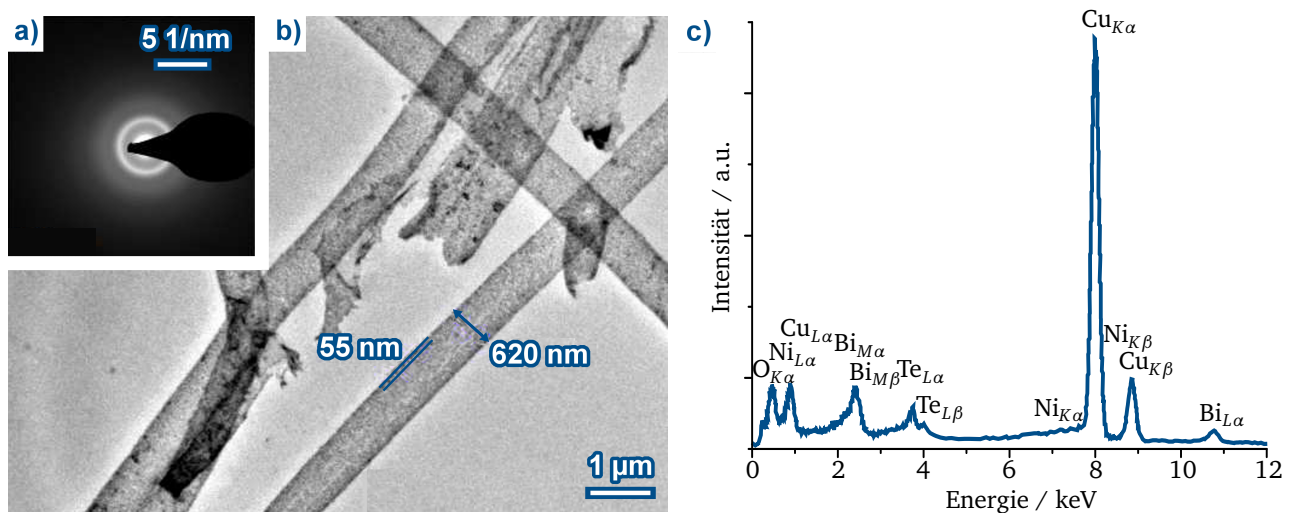 a)
5 1/nm
b)
55 nm
620 nm
1 µm
c)
Intensität / a.u.
Cu_Kα
Cu_Lα Bi_Mα
Ni_Kβ
Ni_Lα
O_Kα
Bi_Mβ Te_Lα
Cu_Kβ
Te_Lβ
Ni_Kα
Bi_Lα
0 2 4 6 8 10 12
Energie / keV